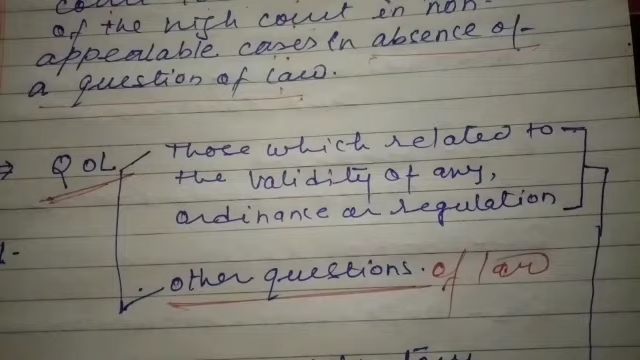 of the high court in non-
appealable cases in absence of
a question of law.
→ QOL Those which related to
the validity of any,
ordinance or regulation
other questions. of law